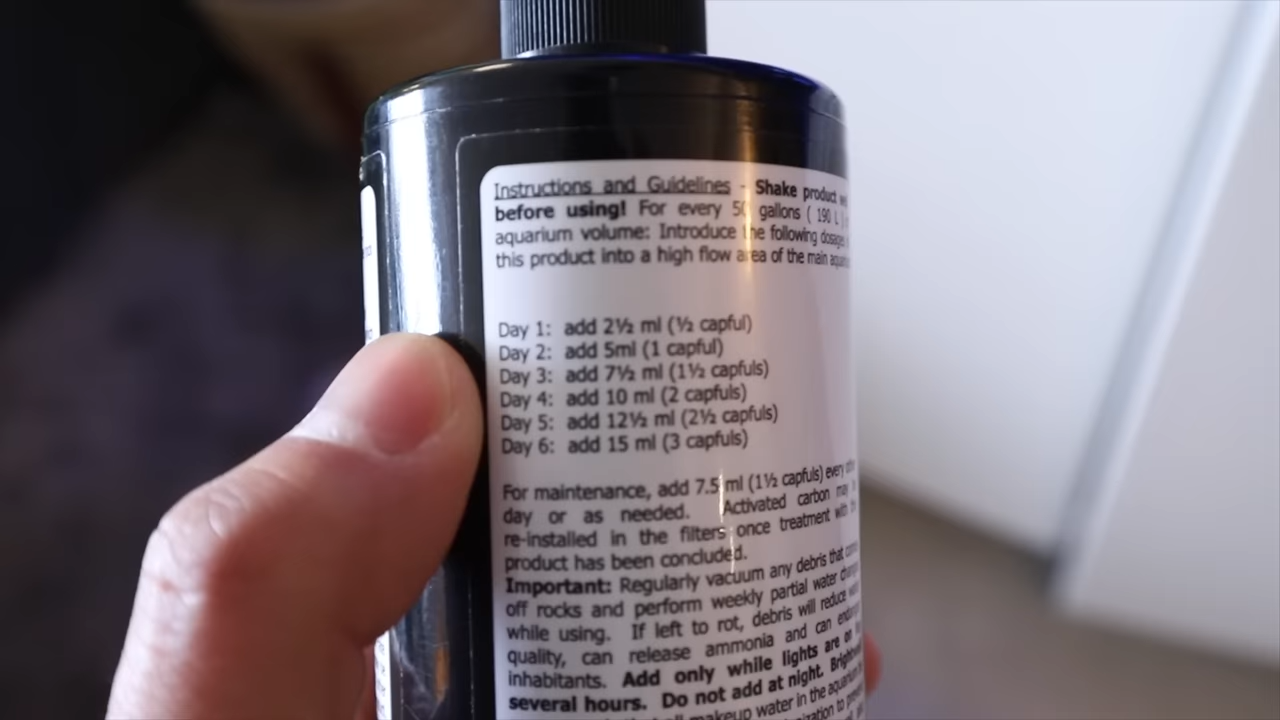 Instructions and Guidelines - Shake product
before using! For every 50 gallons ( 190 L )
aquarium volume: Introduce the following
this product into a high flow area of the main
Day 1: add 2½ ml (½ capful)
Day 2: add 5ml (1 capful)
Day 3: add 7½ ml (1½ capfuls)
Day 4: add 10 ml (2 capfuls)
Day 5: add 12½ ml (2½ capfuls)
Day 6: add 15 ml (3 capfuls)
For maintenance, add 7.5 ml (1½ capfuls) every
day or as needed. Activated carbon may
re-installed in the filters once treatment with
product has been concluded.
Important: Regularly vacuum any debris that
off rocks and perform weekly partial water
while using. If left to rot, debris will reduce
quality, can release ammonia and can
inhabitants. Add only while lights are on
several hours. Do not add at night.
makeup water in the